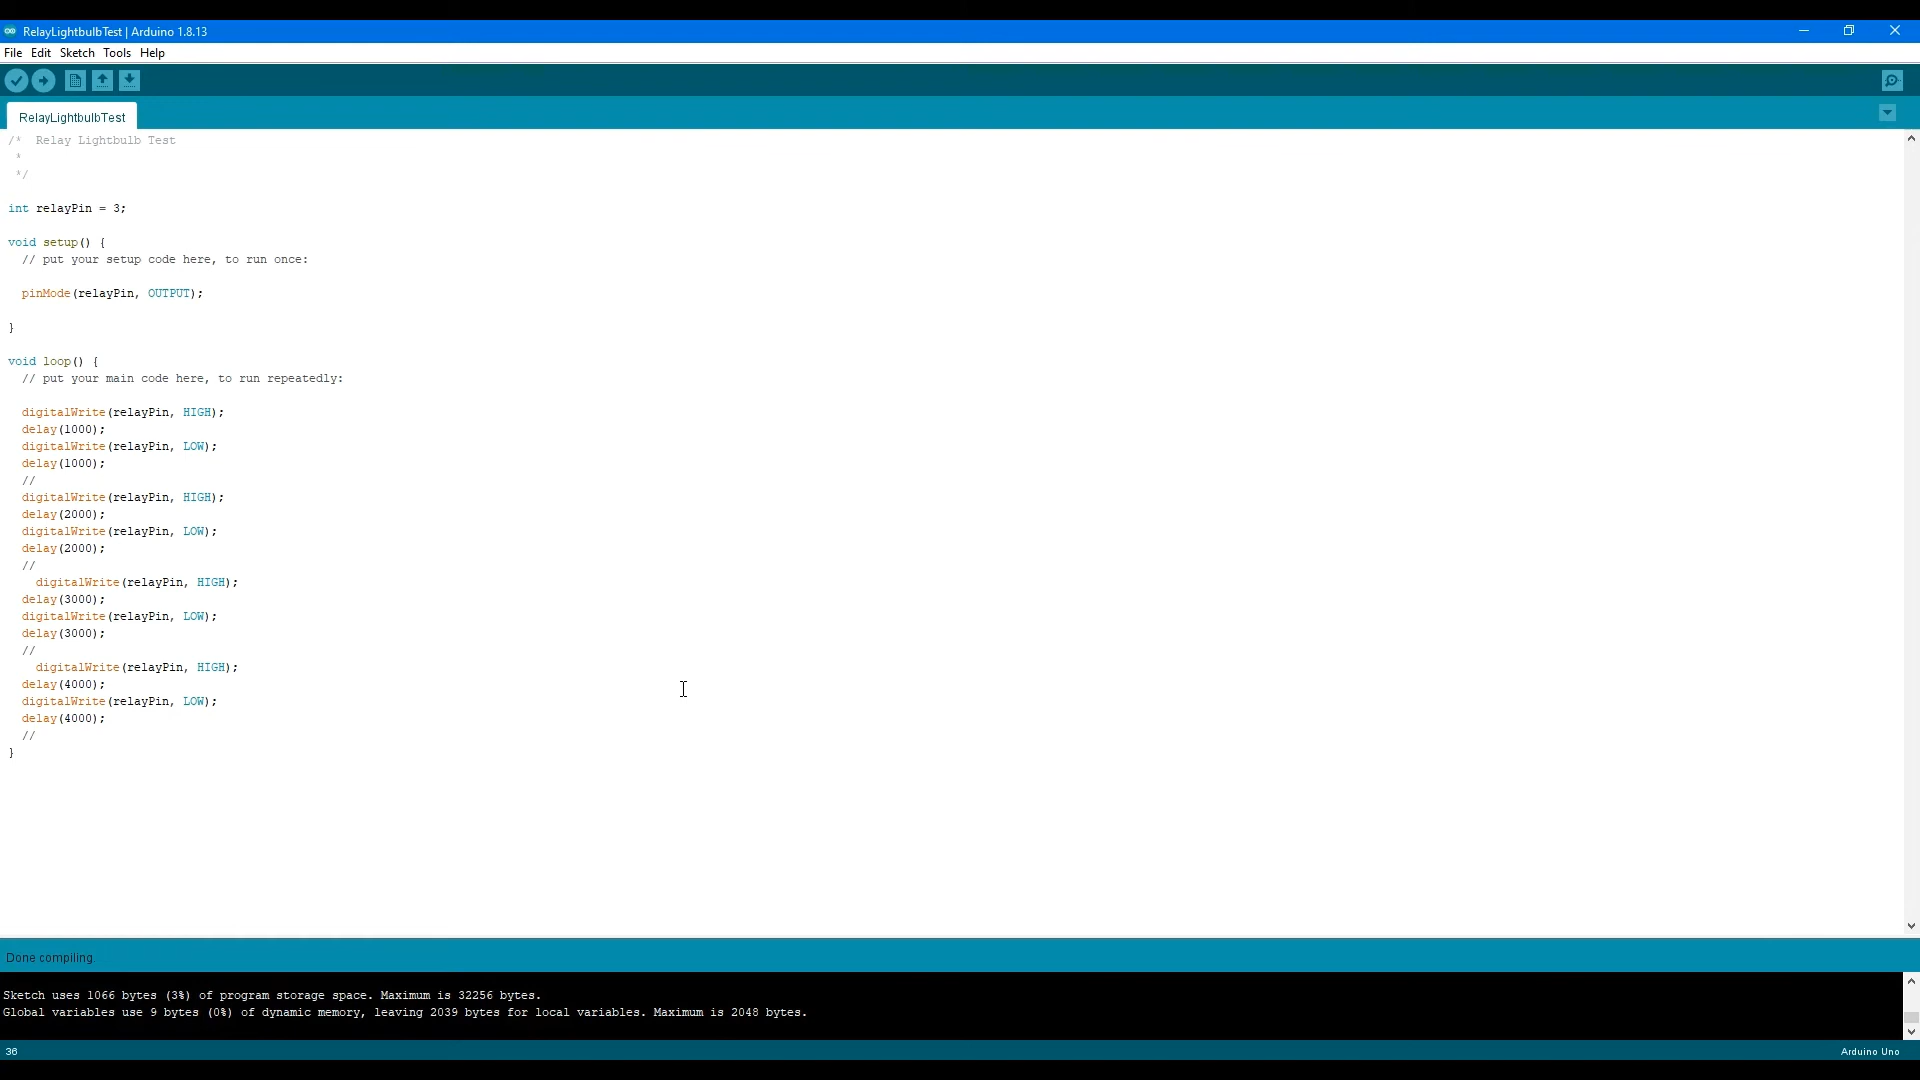 RelayLightbulbTest | Arduino 1.8.13
File Edit Sketch Tools Help
RelayLightbulbTest
/*  Relay Lightbulb Test
 *
 */
int relayPin = 3;
void setup() {
  // put your setup code here, to run once:
  pinMode(relayPin, OUTPUT);
}
void loop() {
  // put your main code here, to run repeatedly:
  digitalWrite(relayPin, HIGH);
  delay(1000);
  digitalWrite(relayPin, LOW);
  delay(1000);
  //
  digitalWrite(relayPin, HIGH);
  delay(2000);
  digitalWrite(relayPin, LOW);
  delay(2000);
  //
    digitalWrite(relayPin, HIGH);
  delay(3000);
  digitalWrite(relayPin, LOW);
  delay(3000);
  //
    digitalWrite(relayPin, HIGH);
  delay(4000);
  digitalWrite(relayPin, LOW);
  delay(4000);
  //
}
Done compiling.
Sketch uses 1066 bytes (3%) of program storage space. Maximum is 32256 bytes.
Global variables use 9 bytes (0%) of dynamic memory, leaving 2039 bytes for local variables. Maximum is 2048 bytes.
36 Arduino Uno